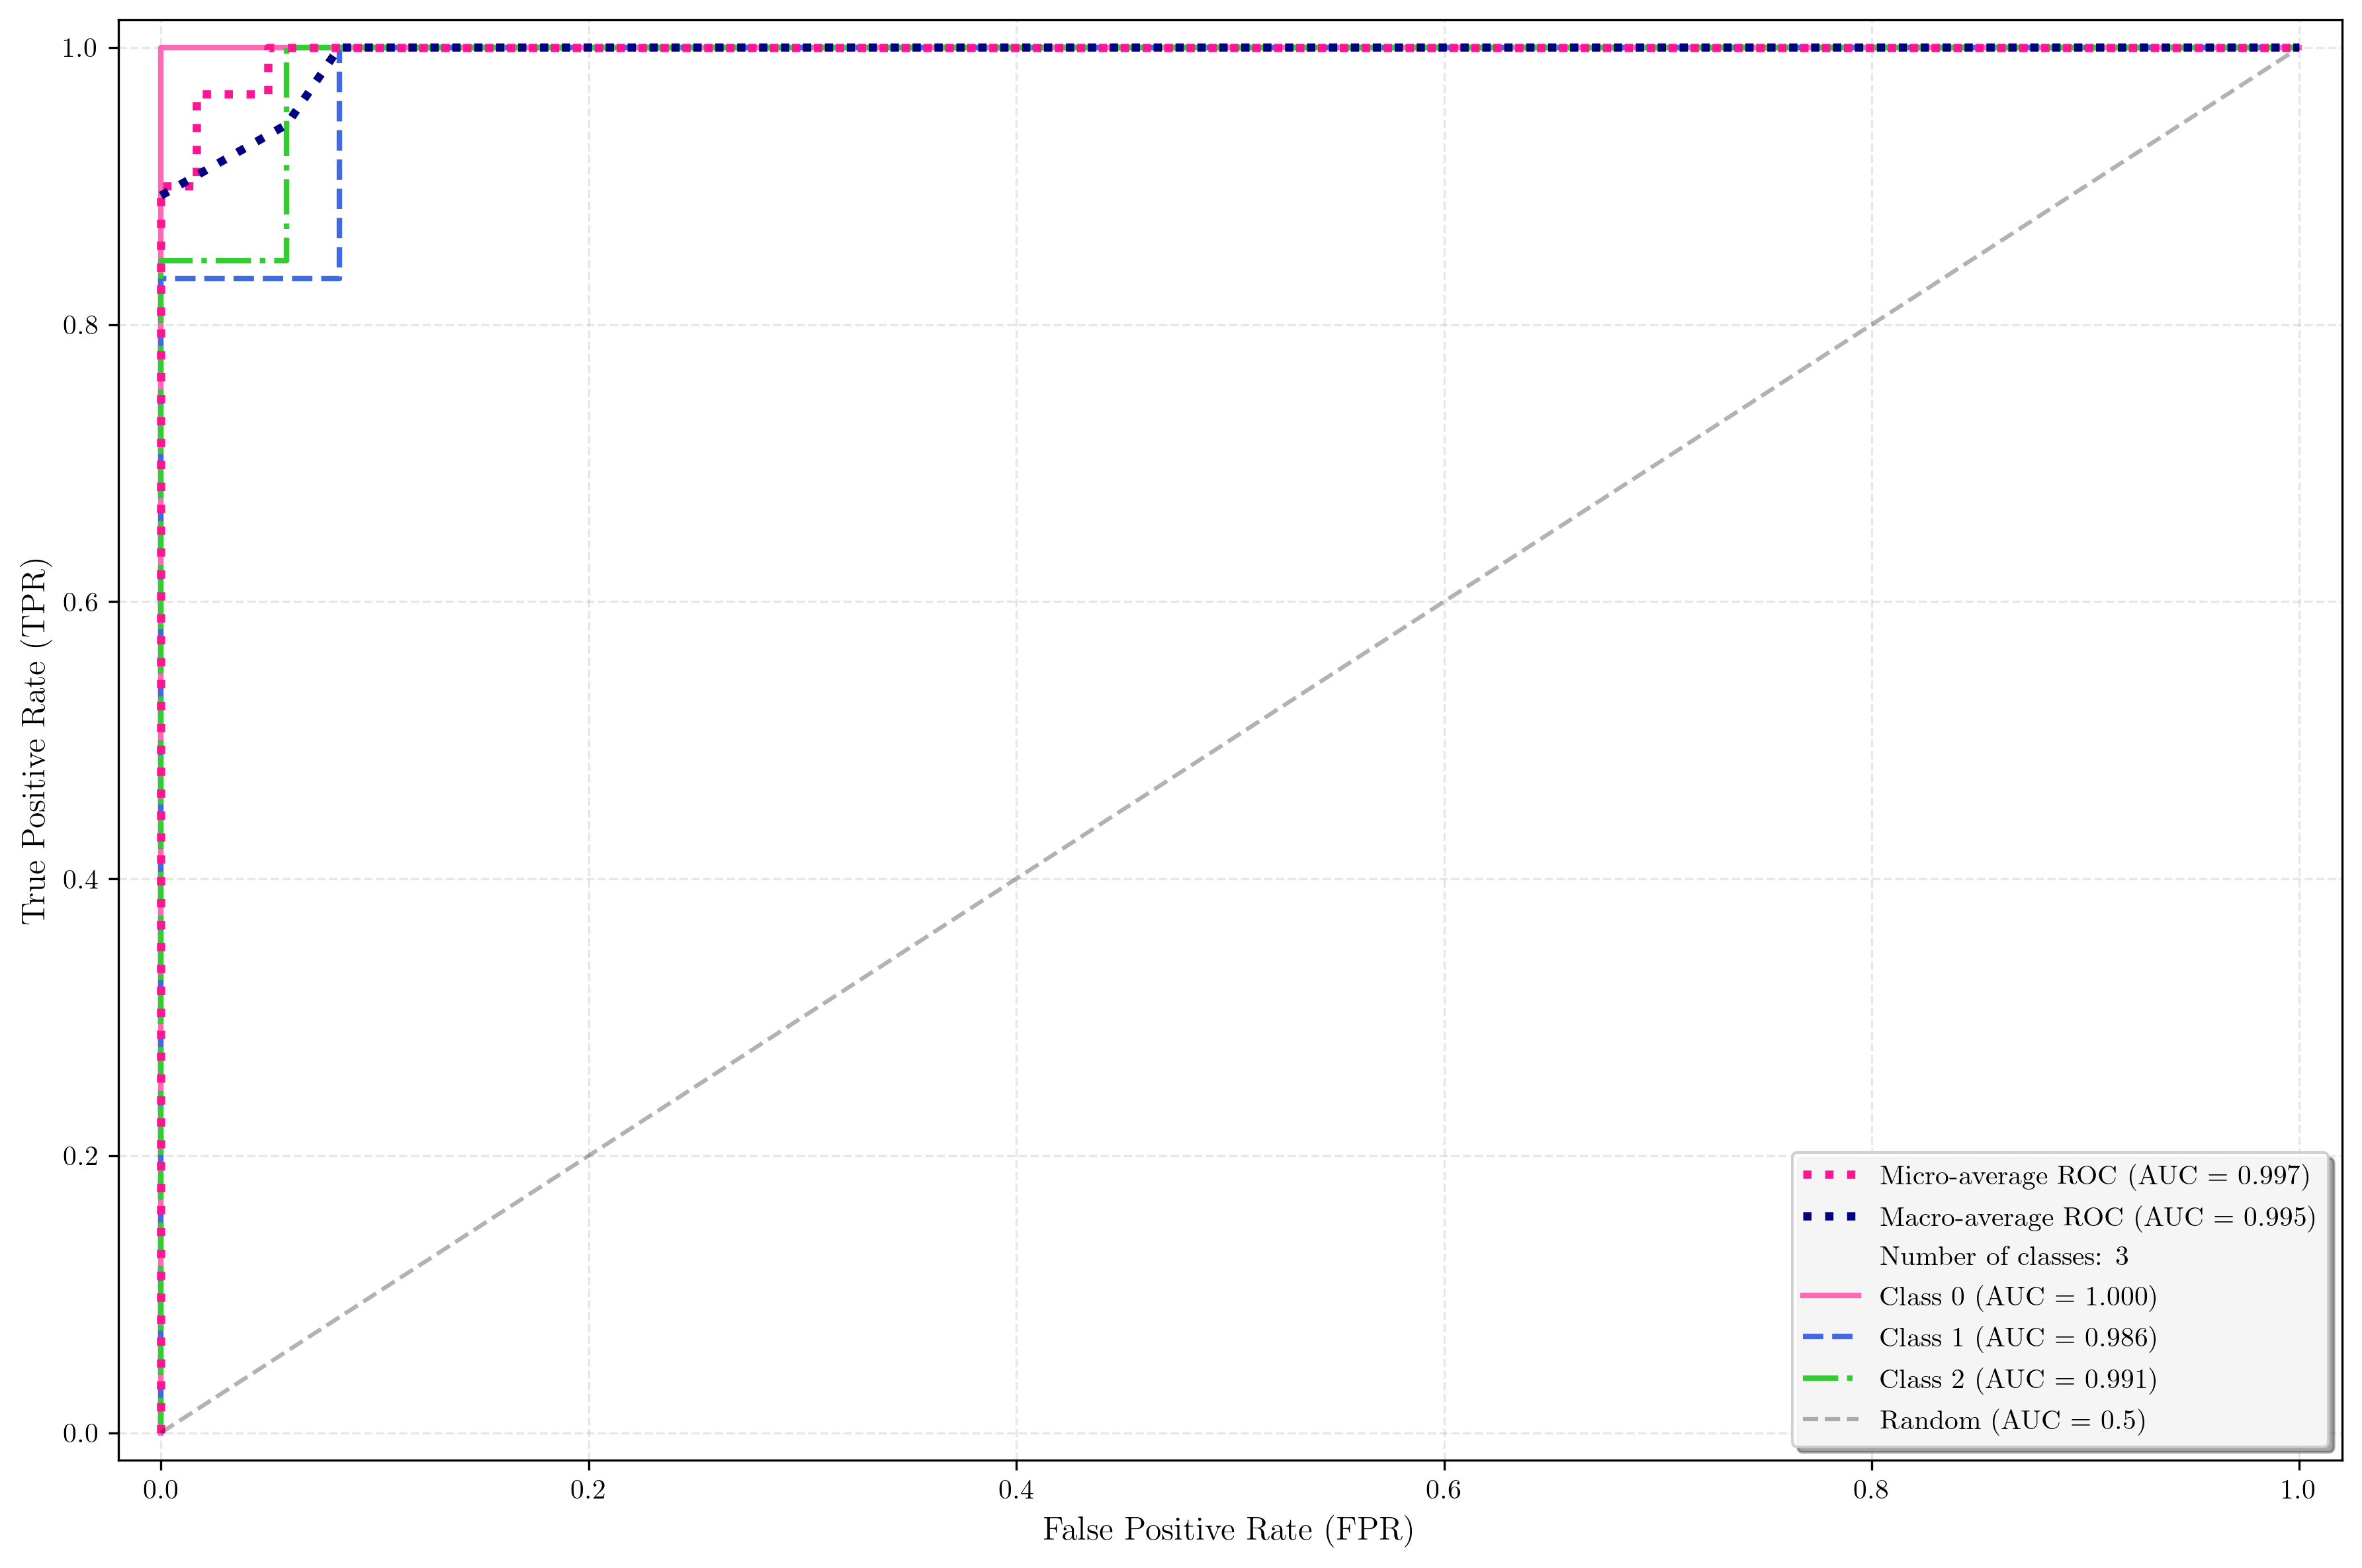 True Positive Rate (TPR)
1.0
0.8
0.6
0.4
0.2
0.0
0.0 0.2 0.4 0.6 0.8 1.0
False Positive Rate (FPR)
Micro-average ROC (AUC = 0.997)
Macro-average ROC (AUC = 0.995)
Number of classes: 3
Class 0 (AUC = 1.000)
Class 1 (AUC = 0.986)
Class 2 (AUC = 0.991)
Random (AUC = 0.5)